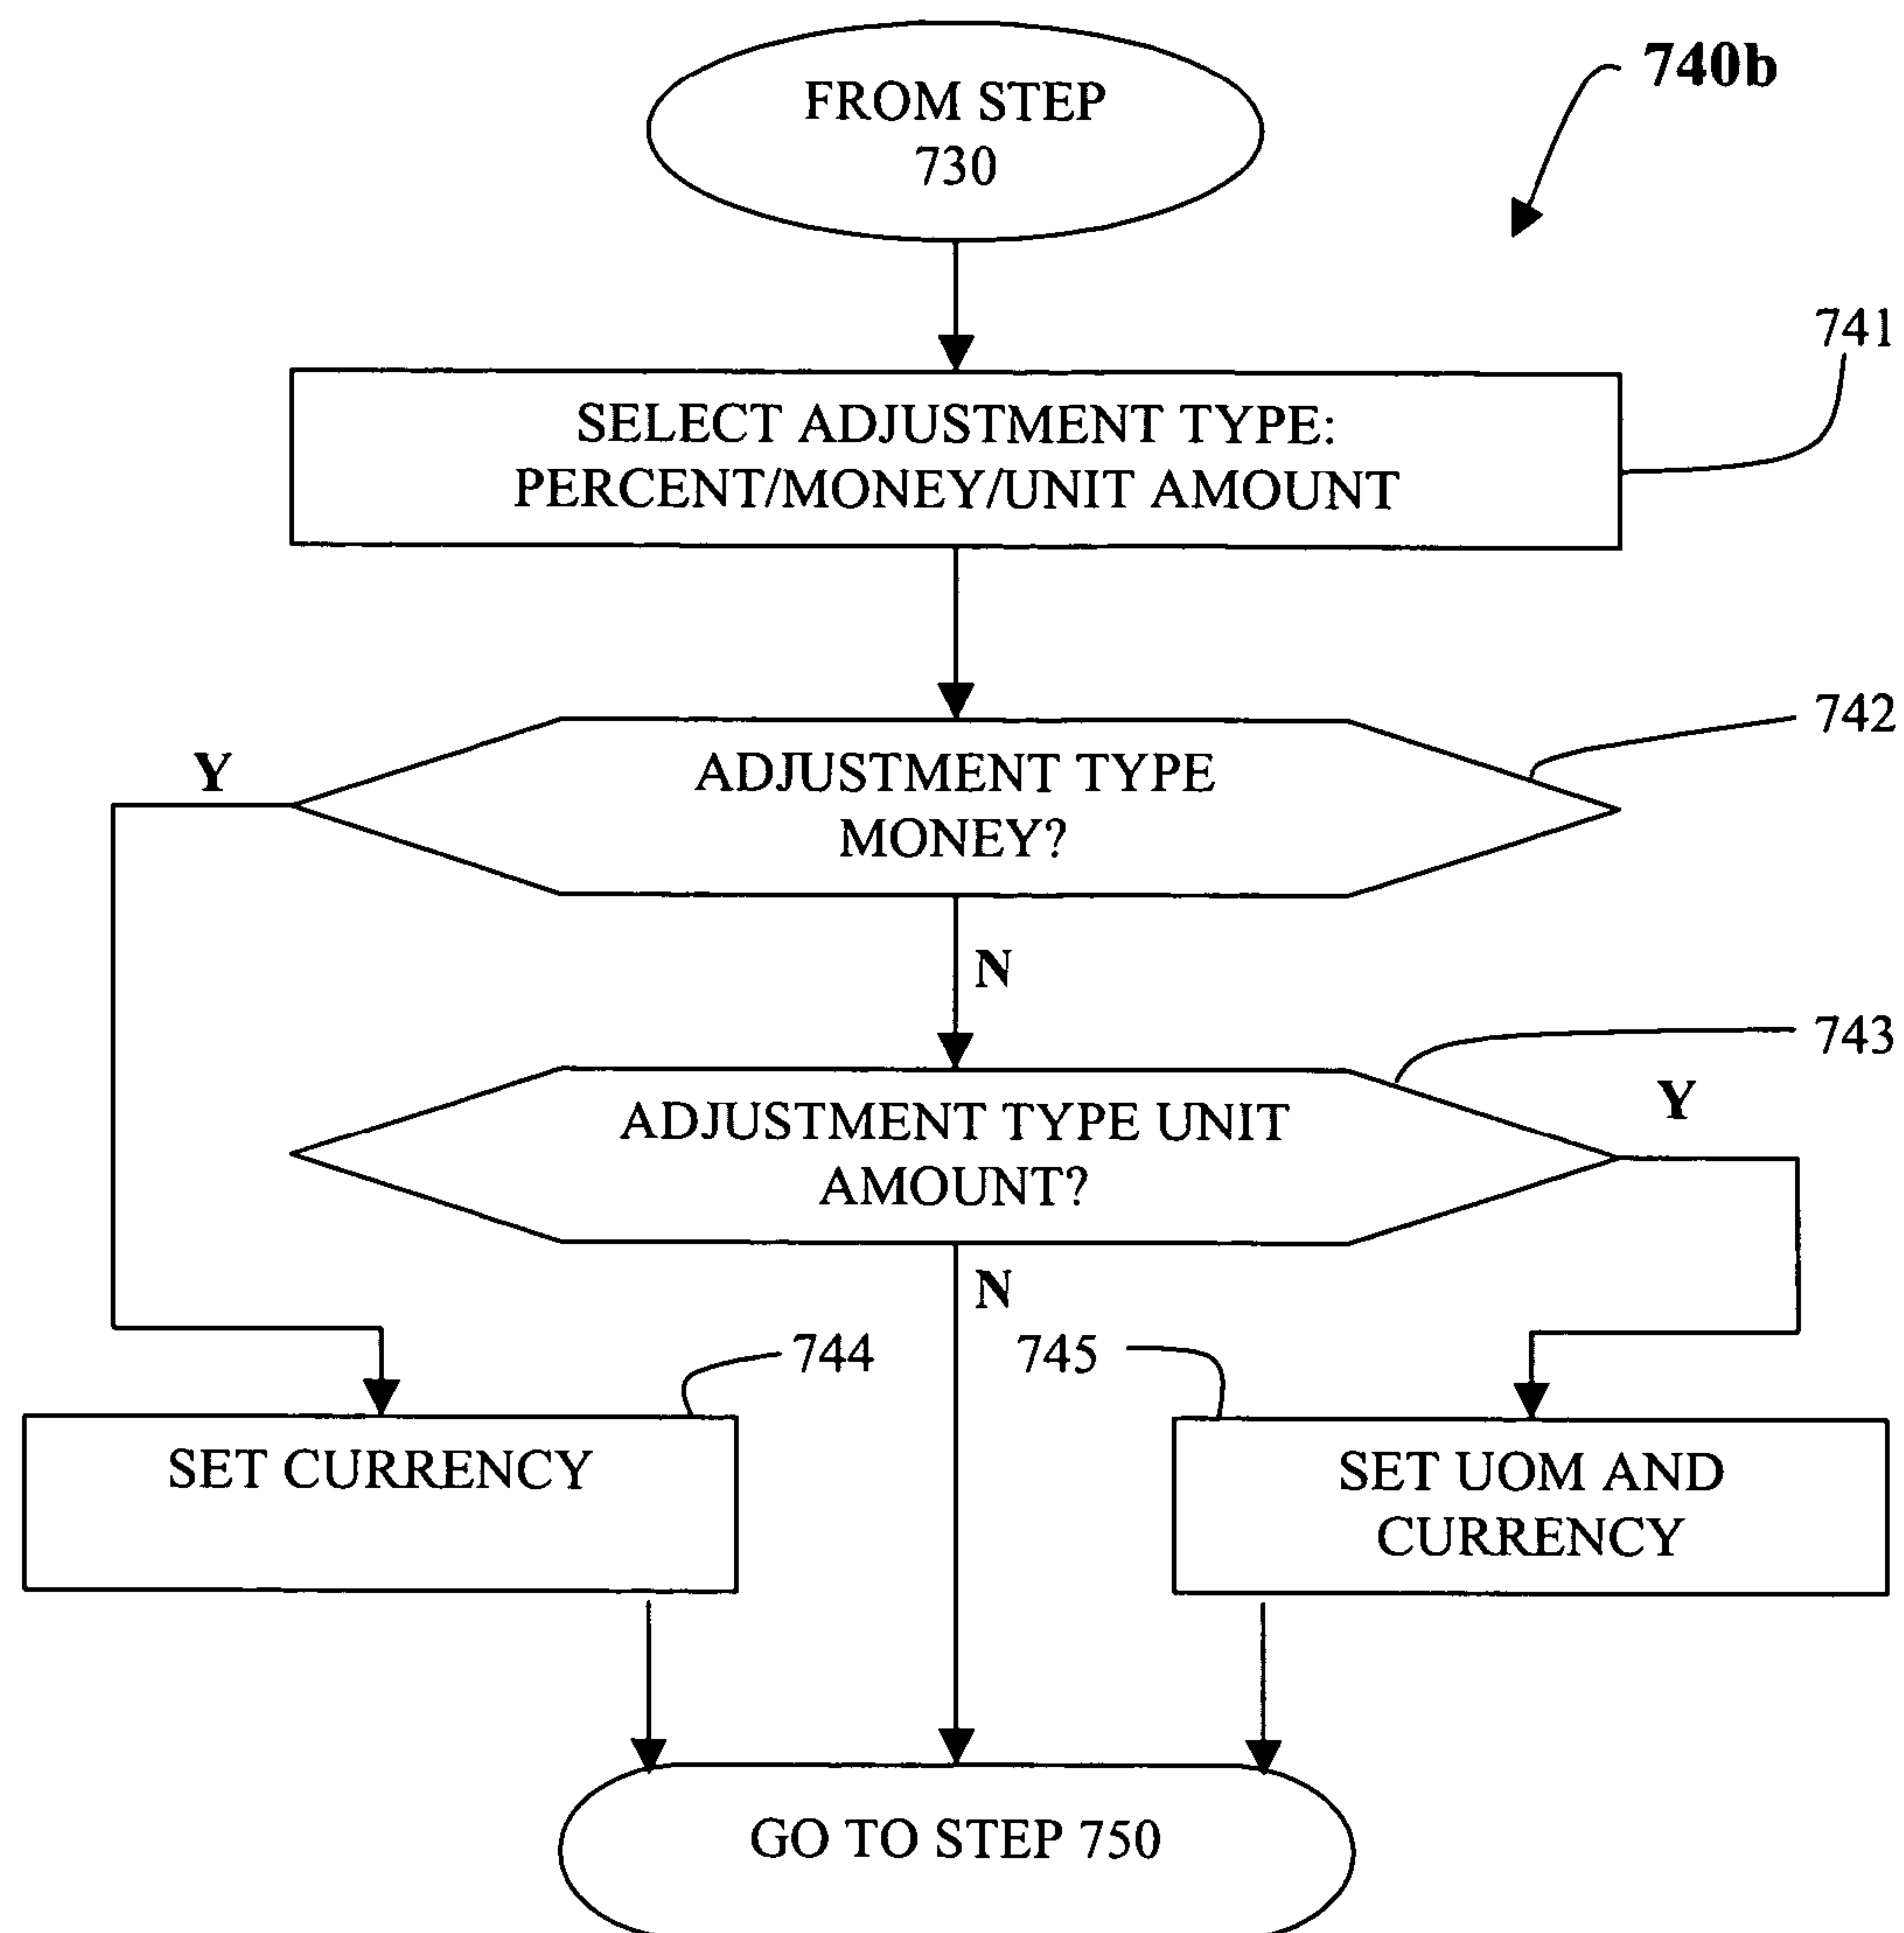 740b
FROM STEP
730
741
SELECT ADJUSTMENT TYPE:
PERCENT/MONEY/UNIT AMOUNT
742
Y
ADJUSTMENT TYPE
MONEY?
N
743
Y
ADJUSTMENT TYPE UNIT
AMOUNT?
N
744
745
SET CURRENCY
SET UOM AND
CURRENCY
GO TO STEP 750